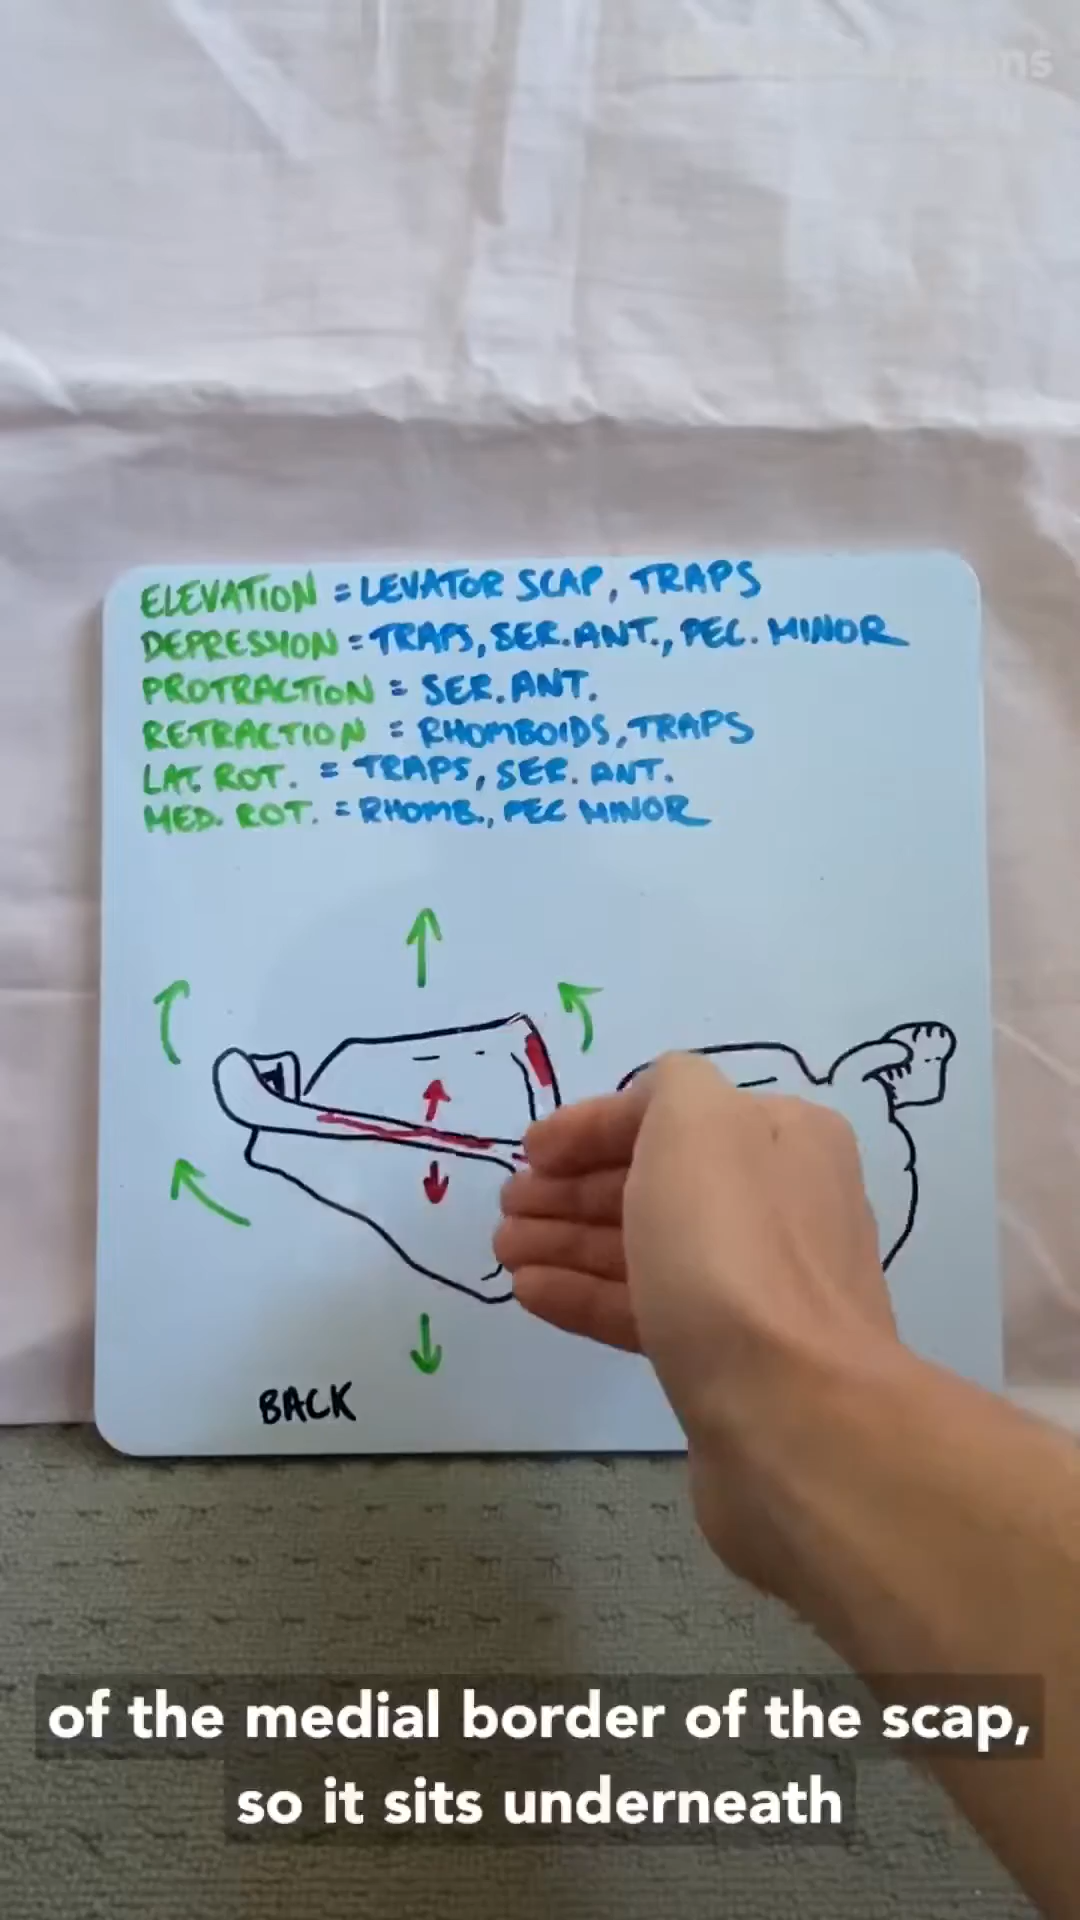 ELEVATION = LEVATOR SCAP, TRAPS
DEPRESSION = TRAPS, SER. ANT., PEC. MINOR
PROTRACTION = SER. ANT.
RETRACTION = RHOMBOIDS, TRAPS
LAT. ROT. = TRAPS, SER. ANT.
MED. ROT. = RHOMB., PEC MINOR
BACK
of the medial border of the scap,
so it sits underneath